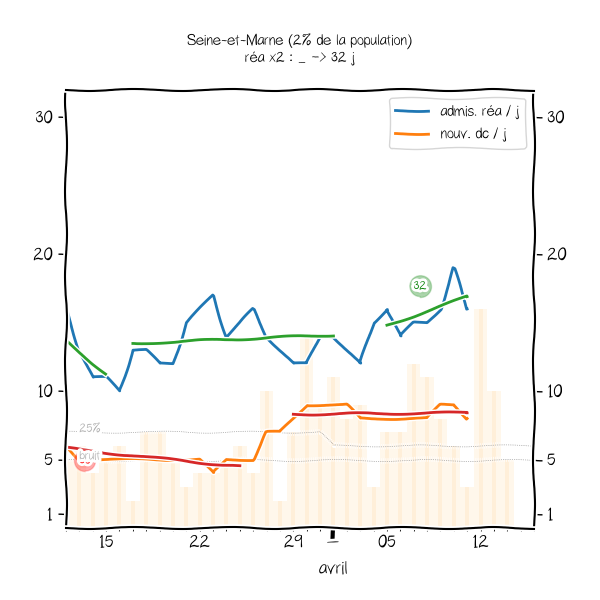 Seine-et-Marne (2% de la population)
réa x2 : _ -> 32 j
admis. réa / j
nouv. dc / j
30
30
20
20
32
10
10
25%
bruit
5
5
1
1
15
22
29
05
12
avril